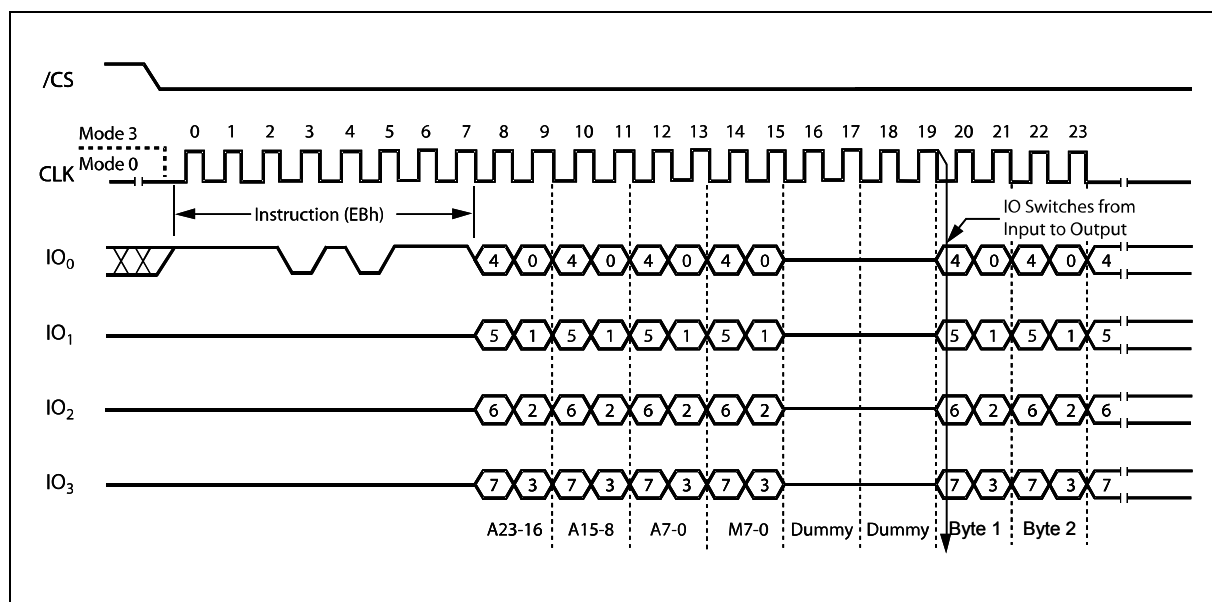 /CS
Mode 3
0 1 2 3 4 5 6 7 8 9 10 11 12 13 14 15 16 17 18 19 20 21 22 23
CLK
Mode 0
Instruction (EBh)
IO Switches from
Input to Output
IO0 4 0 4 0 4 0 4 0 4 0 4 0 4
IO1 5 1 5 1 5 1 5 1 5 1 5 1 5
IO2 6 2 6 2 6 2 6 2 6 2 6 2 6
IO3 7 3 7 3 7 3 7 3 7 3 7 3 7
A23-16 A15-8 A7-0 M7-0 Dummy Dummy Byte 1 Byte 2